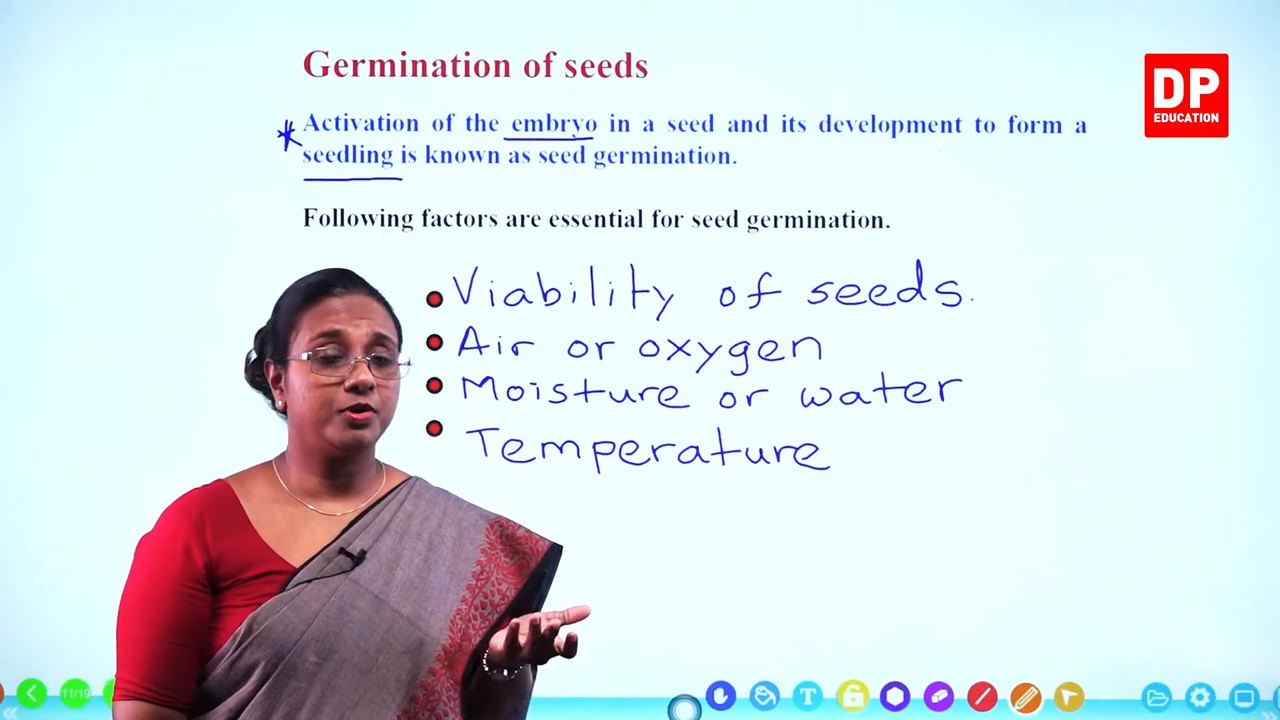 Germination of seeds
DP
EDUCATION
Activation of the embryo in a seed and its development to form a
seedling is known as seed germination.
Following factors are essential for seed germination.
Viability of seeds.
Air or oxygen
Moisture or water
Temperature
11/19
T